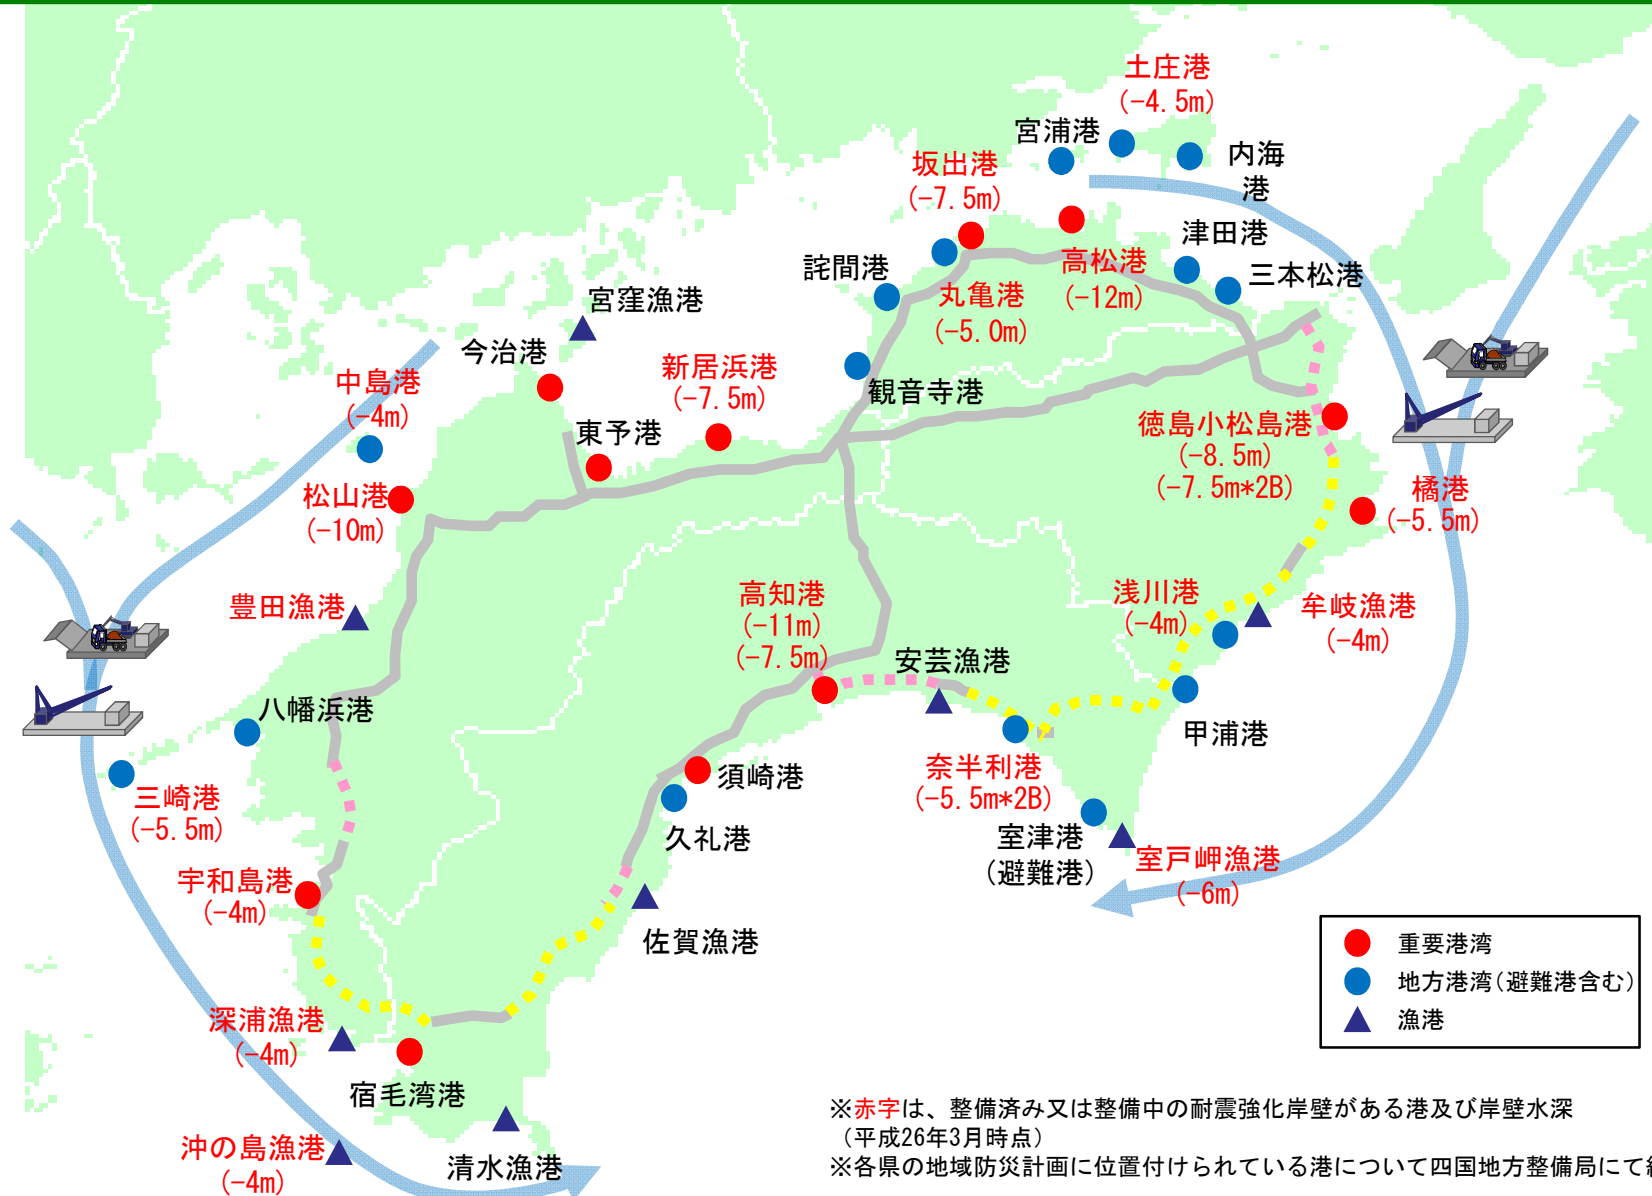 土庄港
(-4.5m)
宮浦港
内海
港
坂出港
(-7.5m)
津田港
詫間港
高松港
(-12m)
三本松港
丸亀港
(-5.0m)
宮窪漁港
今治港
新居浜港
(-7.5m)
中島港
(-4m)
観音寺港
東予港
徳島小松島港
(-8.5m)
(-7.5m*2B)
松山港
(-10m)
橘港
(-5.5m)
豊田漁港
高知港
(-11m)
(-7.5m)
浅川港
(-4m)
牟岐漁港
(-4m)
安芸漁港
八幡浜港
甲浦港
三崎港
(-5.5m)
須崎港
奈半利港
(-5.5m*2B)
久礼港
室津港
(避難港)
室戸岬漁港
(-6m)
宇和島港
(-4m)
佐賀漁港
重要港湾
地方港湾(避難港含む)
漁港
深浦漁港
(-4m)
宿毛湾港
沖の島漁港
(-4m)
清水漁港
※赤字は、整備済み又は整備中の耐震強化岸壁がある港及び岸壁水深
(平成26年3月時点)
※各県の地域防災計画に位置付けられている港について四国地方整備局にて